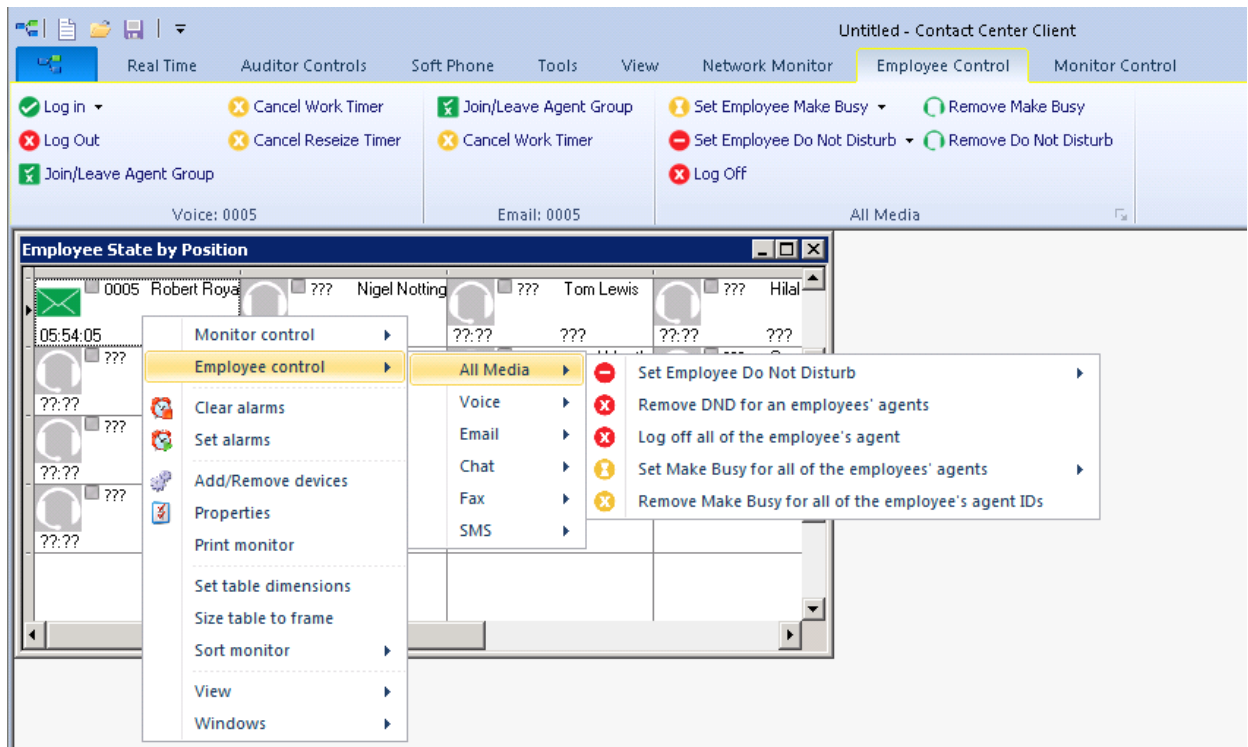 Untitled - Contact Center Client
Real Time Auditor Controls Soft Phone Tools View Network Monitor Employee Control Monitor Control
Log in Cancel Work Timer Join/Leave Agent Group Set Employee Make Busy Remove Make Busy
Log Out Cancel Reseize Timer Cancel Work Timer Set Employee Do Not Disturb Remove Do Not Disturb
Join/Leave Agent Group Log Off
Voice: 0005 Email: 0005 All Media
Employee State by Position
0005 Robert Roya ??? Nigel Notting ??? Tom Lewis ??? Hilal
05:54:05 ??:?? ??? ??:?? ???
???
??:??
???
??:??
???
??:??
Monitor control
Employee control
Clear alarms
Set alarms
Add/Remove devices
Properties
Print monitor
Set table dimensions
Size table to frame
Sort monitor
View
Windows
All Media
Voice
Email
Chat
Fax
SMS
Set Employee Do Not Disturb
Remove DND for an employees' agents
Log off all of the employee's agent
Set Make Busy for all of the employees' agents
Remove Make Busy for all of the employee's agent IDs